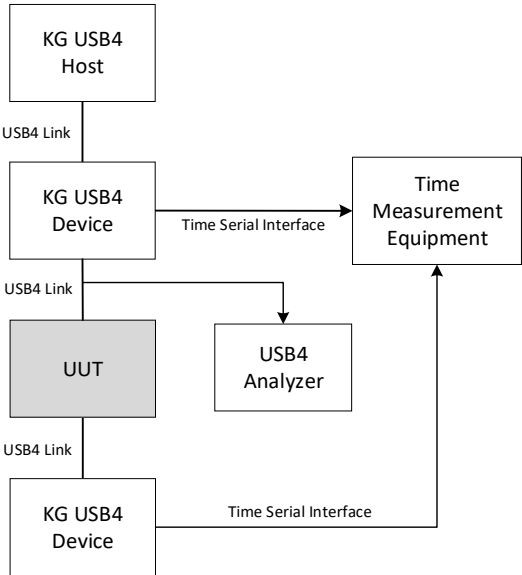 KG USB4
Host
USB4 Link
KG USB4
Device
Time Serial Interface
Time
Measurement
Equipment
USB4 Link
UUT
USB4
Analyzer
USB4 Link
KG USB4
Device
Time Serial Interface